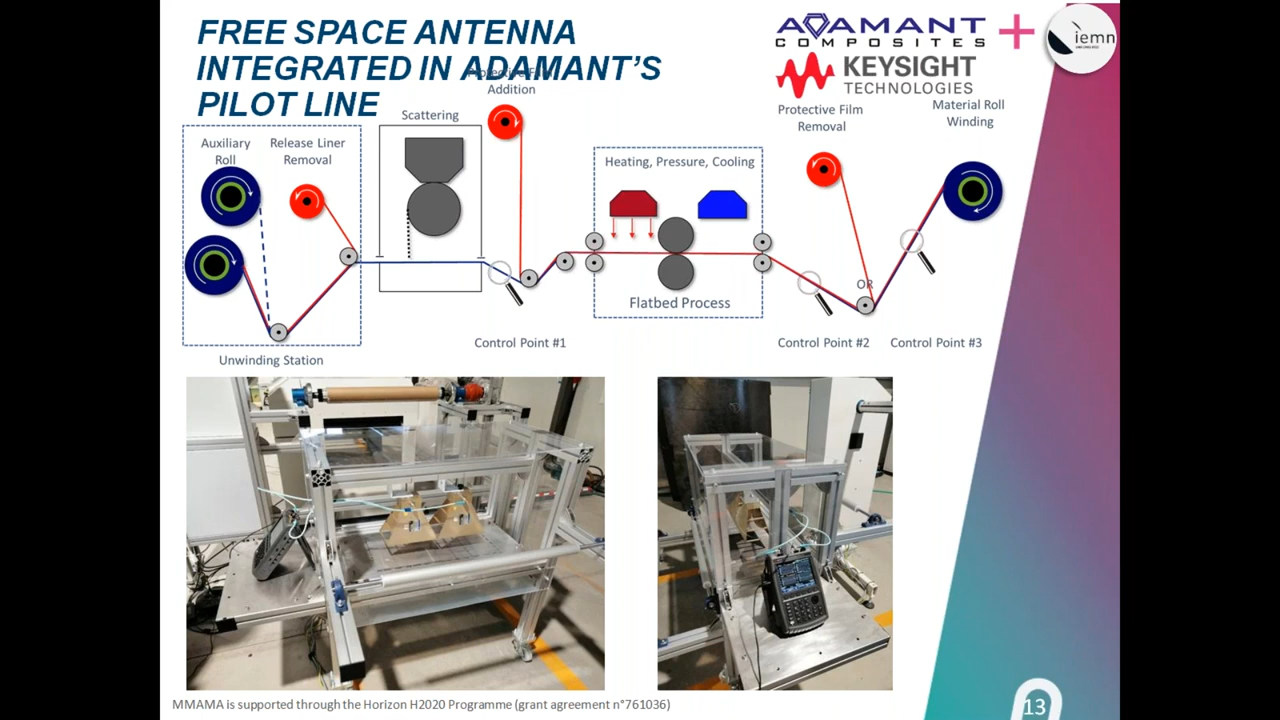 FREE SPACE ANTENNA
INTEGRATED IN ADAMANT'S
PILOT LINE
ADAMANT
COMPOSITES
iemn
KEYSIGHT
TECHNOLOGIES
Protective Film
Addition
Scattering
Protective Film
Removal
Material Roll
Winding
Auxiliary
Roll
Release Liner
Removal
Heating, Pressure, Cooling
OR
Flatbed Process
Control Point #1
Control Point #2
Control Point #3
Unwinding Station
MMAMA is supported through the Horizon H2020 Programme (grant agreement n°761036)
13